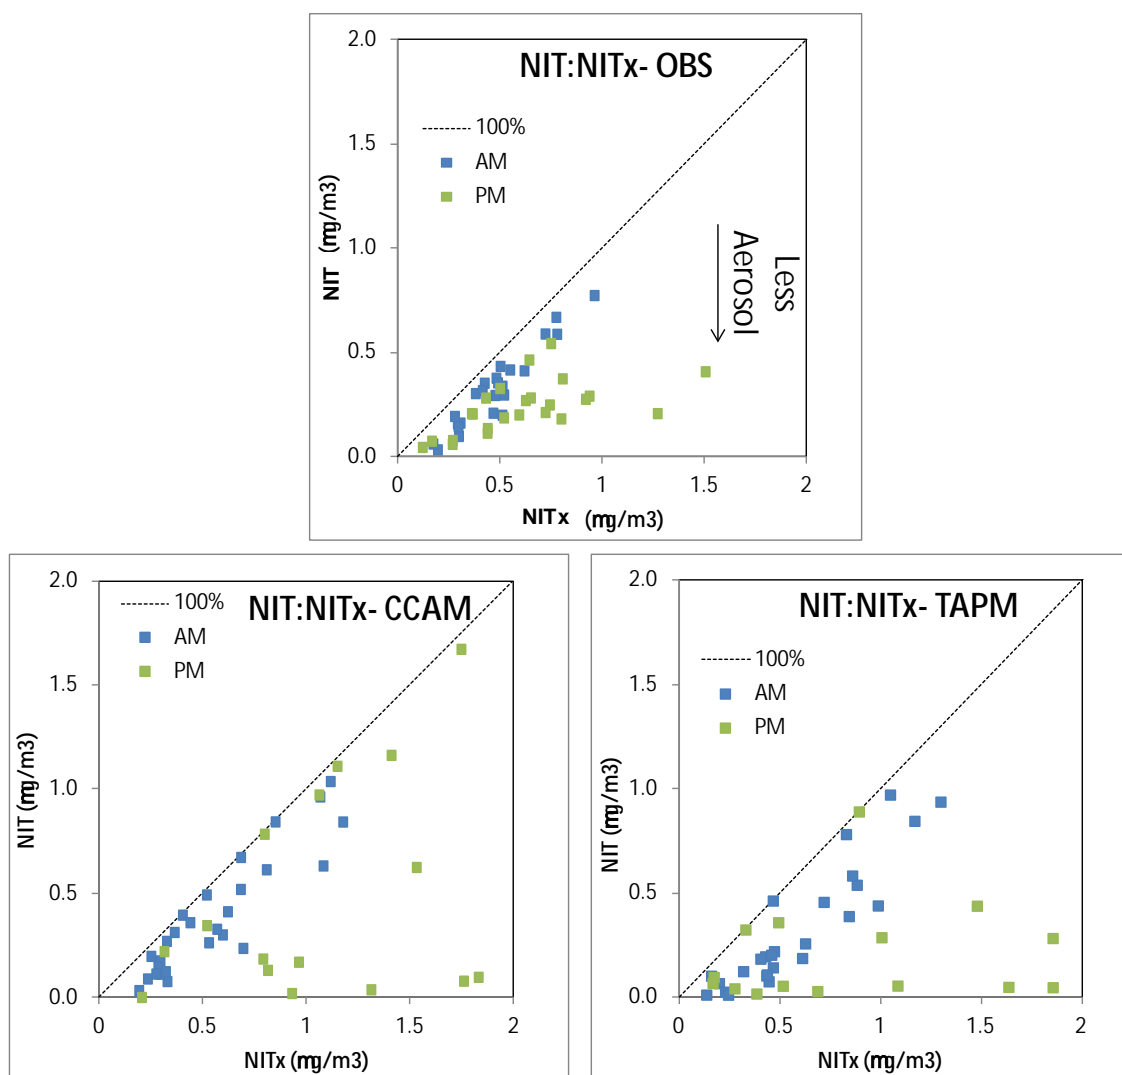 NIT:NITx- OBS
2.0
1.5
1.0
0.5
0.0
0
0.5
1
1.5
2
NIT (mg/m3)
NITx (mg/m3)
100%
AM
PM
Less
Aerosol
NIT:NITx- CCAM
2.0
1.5
1.0
0.5
0.0
0
0.5
1
1.5
2
NIT (mg/m3)
NITx (mg/m3)
100%
AM
PM
NIT:NITx- TAPM
2.0
1.5
1.0
0.5
0.0
0
0.5
1
1.5
2
NIT (mg/m3)
NITx (mg/m3)
100%
AM
PM